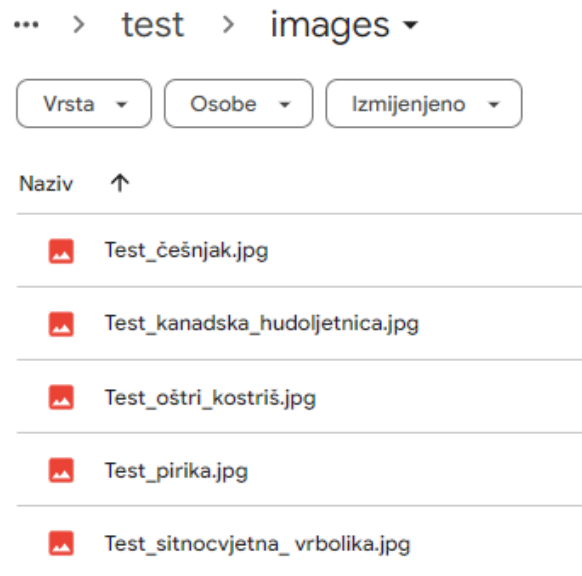 ... > test > images
Vrsta Osobe Izmijenjeno
Naziv ↑
Test_češnjak.jpg
Test_kanadska_hudoljetnica.jpg
Test_oštri_kostriš.jpg
Test_pirika.jpg
Test_sitnocvjetna_ vrbolika.jpg